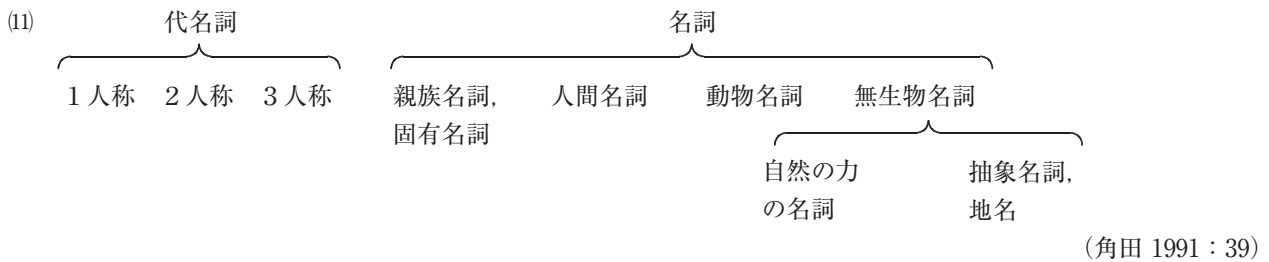 ⑾ 代名詞 名詞
1人称 2人称 3人称 親族名詞, 人間名詞 動物名詞 無生物名詞
固有名詞
自然の力 抽象名詞,
の名詞 地名
(角田 1991:39)